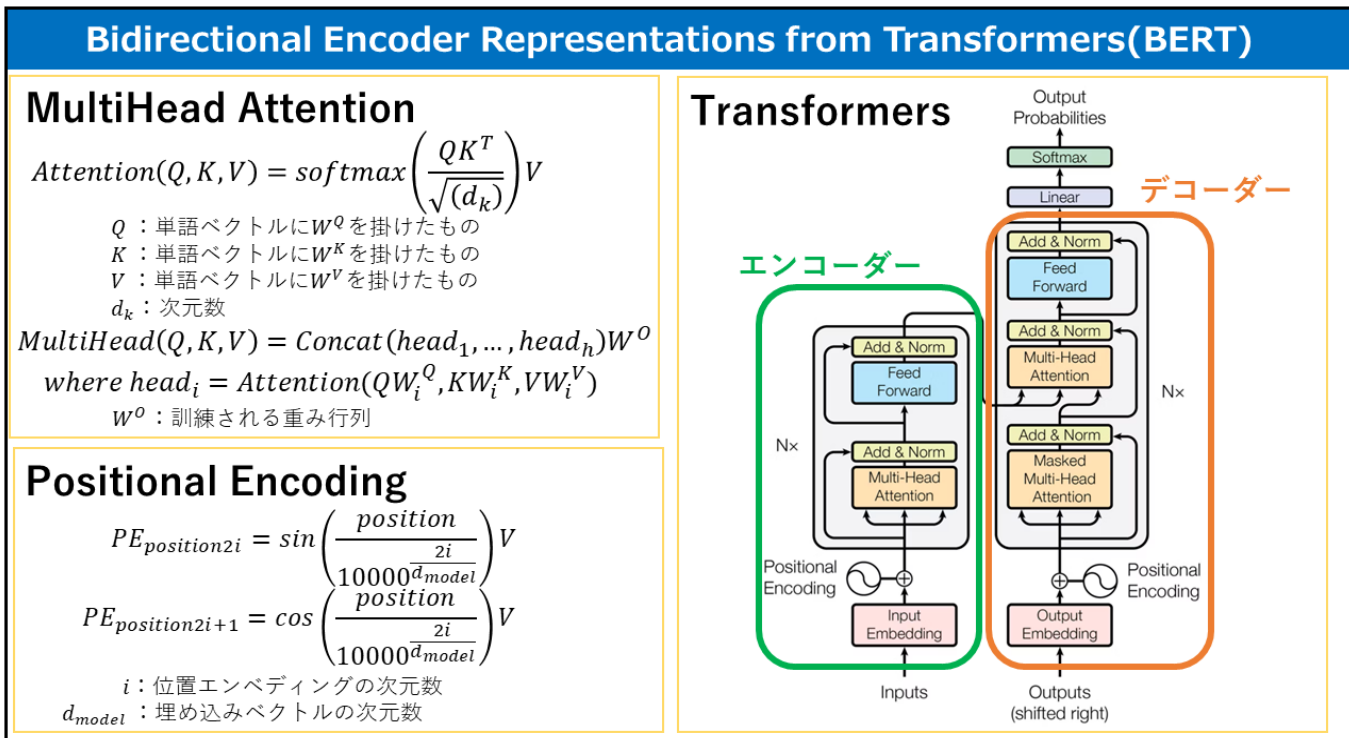 Bidirectional Encoder Representations from Transformers(BERT)
MultiHead Attention
Attention(Q, K, V) = softmax(QK^T / √(d_k))V
Q ：単語ベクトルにW^Qを掛けたもの
K ：単語ベクトルにW^Kを掛けたもの
V ：単語ベクトルにW^Vを掛けたもの
d_k：次元数
MultiHead(Q, K, V) = Concat(head_1, … , head_h)W^O
where head_i = Attention(QW_i^Q, KW_i^K, VW_i^V)
W^O：訓練される重み行列
Positional Encoding
PE_position2i = sin(position / 10000^(2i / d_model))V
PE_position2i+1 = cos(position / 10000^(2i / d_model))V
i：位置エンベディングの次元数
d_model：埋め込みベクトルの次元数
Transformers
Output
Probabilities
Softmax
Linear
デコーダー
Add & Norm
Feed
Forward
Add & Norm
Multi-Head
Attention
N×
Add & Norm
Masked
Multi-Head
Attention
Positional
Encoding
Output
Embedding
Outputs
(shifted right)
エンコーダー
Add & Norm
Feed
Forward
N×
Add & Norm
Multi-Head
Attention
Positional
Encoding
Input
Embedding
Inputs